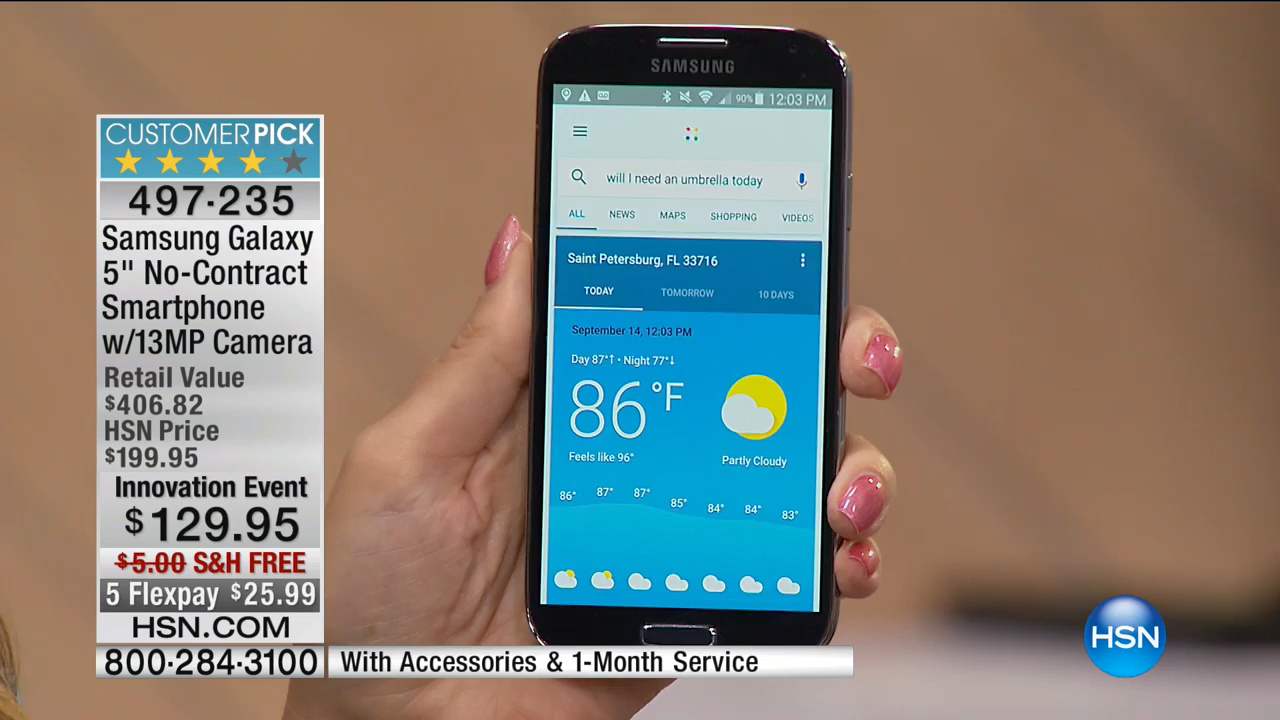 CUSTOMER PICK
497·235
Samsung Galaxy
5" No-Contract
Smartphone
w/13MP Camera
Retail Value
$406.82
HSN Price
$199.95
Innovation Event
$129.95
$5.00 S&H FREE
5 Flexpay $25.99
HSN.COM
800·284·3100
With Accessories & 1-Month Service
SAMSUNG
90% 12:03 PM
will I need an umbrella today
ALL NEWS MAPS SHOPPING VIDEOS
Saint Petersburg, FL 33716
TODAY TOMORROW 10 DAYS
September 14, 12:03 PM
Day 87°↑ • Night 77°↓
86°F
Feels like 96°
Partly Cloudy
86° 87° 87° 85° 84° 84° 83°
HSN